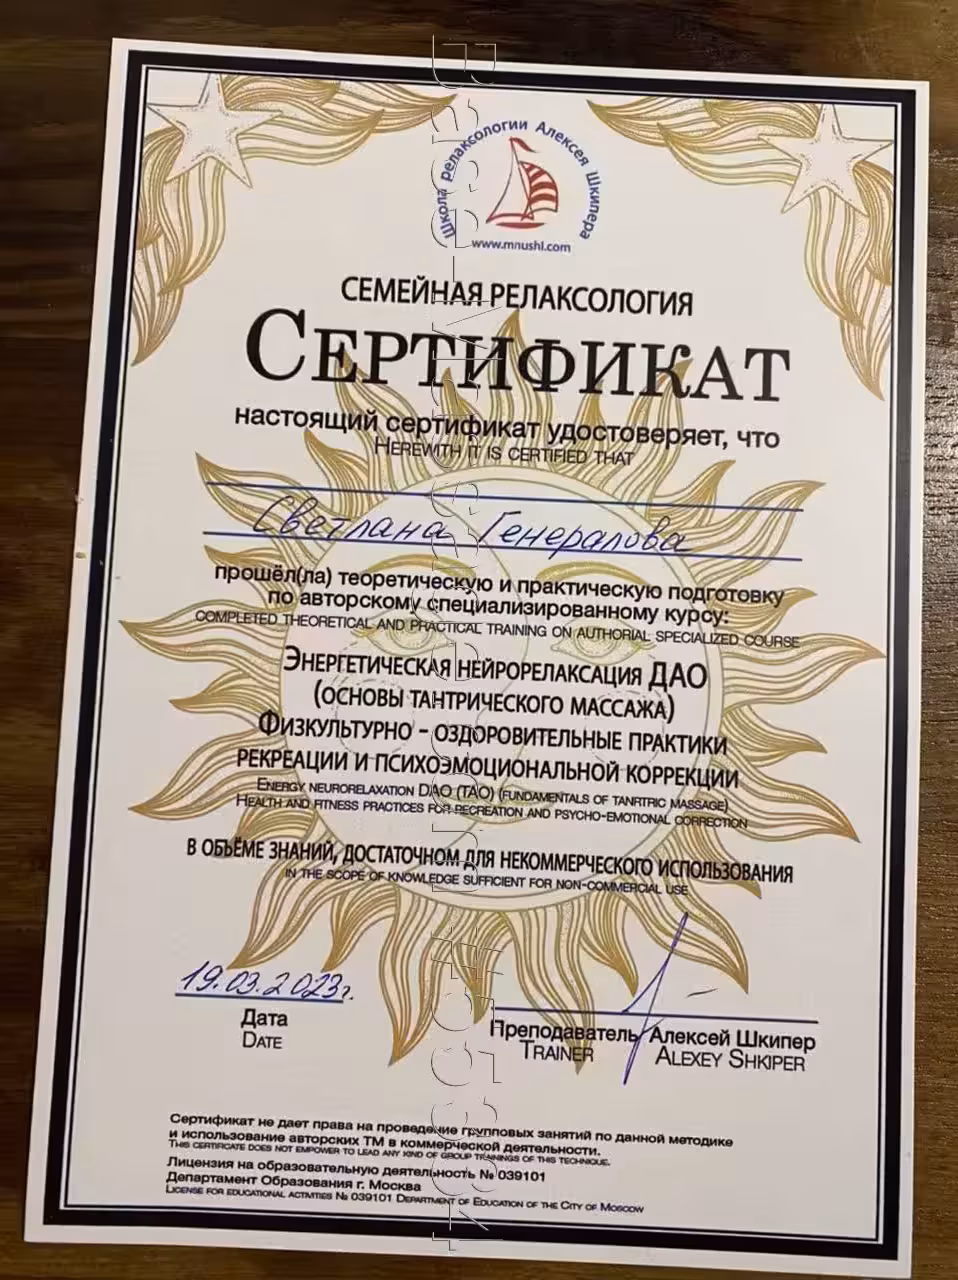 Школа релаксологии Алексея Шкипера
www.mnushi.com
СЕМЕЙНАЯ РЕЛАКСОЛОГИЯ
СЕРТИФИКАТ
настоящий сертификат удостоверяет, что
HEREWITH IT IS CERTIFIED THAT
Светлана Генералова
прошёл(ла) теоретическую и практическую подготовку
по авторскому специализированному курсу:
COMPLETED THEORETICAL AND PRACTICAL TRAINING ON AUTHORIAL SPECIALIZED COURSE
ЭНЕРГЕТИЧЕСКАЯ НЕЙРОРЕЛАКСАЦИЯ ДАО
(ОСНОВЫ ТАНТРИЧЕСКОГО МАССАЖА)
ФИЗКУЛЬТУРНО - ОЗДОРОВИТЕЛЬНЫЕ ПРАКТИКИ
РЕКРЕАЦИИ И ПСИХОЭМОЦИОНАЛЬНОЙ КОРРЕКЦИИ
ENERGY NEURORELAXATION DAO (TAO) (FUNDAMENTALS OF TANRTRIC MASSAGE)
HEALTH AND FITNESS PRACTICES FOR RECREATION AND PSYCHO-EMOTIONAL CORRECTION
В ОБЪЁМЕ ЗНАНИЙ, ДОСТАТОЧНОМ ДЛЯ НЕКОММЕРЧЕСКОГО ИСПОЛЬЗОВАНИЯ
IN THE SCOPE OF KNOWLEDGE SUFFICIENT FOR NON-COMMERCIAL USE
19.03.2023г.
Дата
DATE
Преподаватель Алексей Шкипер
TRAINER ALEXEY SHKIPER
Сертификат не дает права на проведение групповых занятий по данной методике
и использование авторских ТМ в коммерческой деятельности.
THIS CERTIFICATE DOES NOT EMPOWER TO LEAD ANY KIND OF GROUP TRAININGS OF THIS TECHNIQUE.
Лицензия на образовательную деятельность № 039101
Департамент Образования г. Москва
LICENSE FOR EDUCATIONAL ACTIVITIES № 039101 DEPARTMENT OF EDUCATION OF THE CITY OF MOSCOW